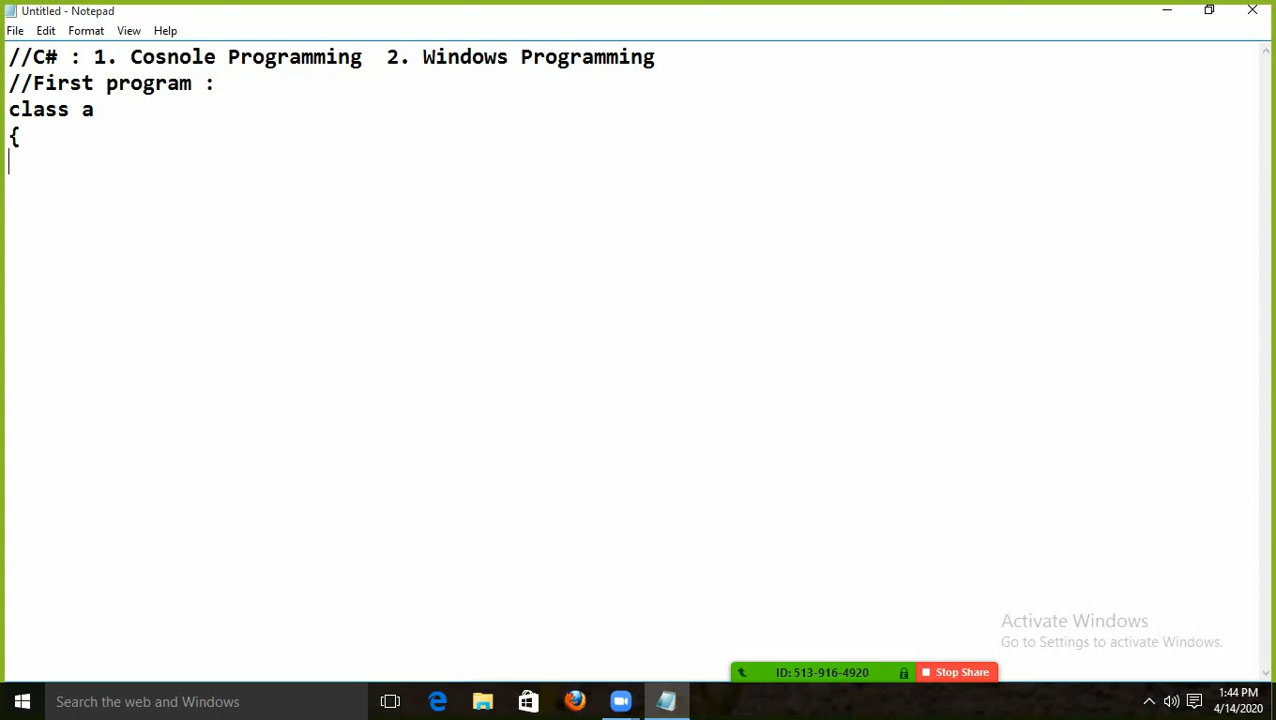 Untitled - Notepad
File Edit Format View Help
//C# : 1. Cosnole Programming 2. Windows Programming
//First program :
class a
{
Activate Windows
Go to Settings to activate Windows.
ID: 513-916-4920 Stop Share
Search the web and Windows
1:44 PM
4/14/2020